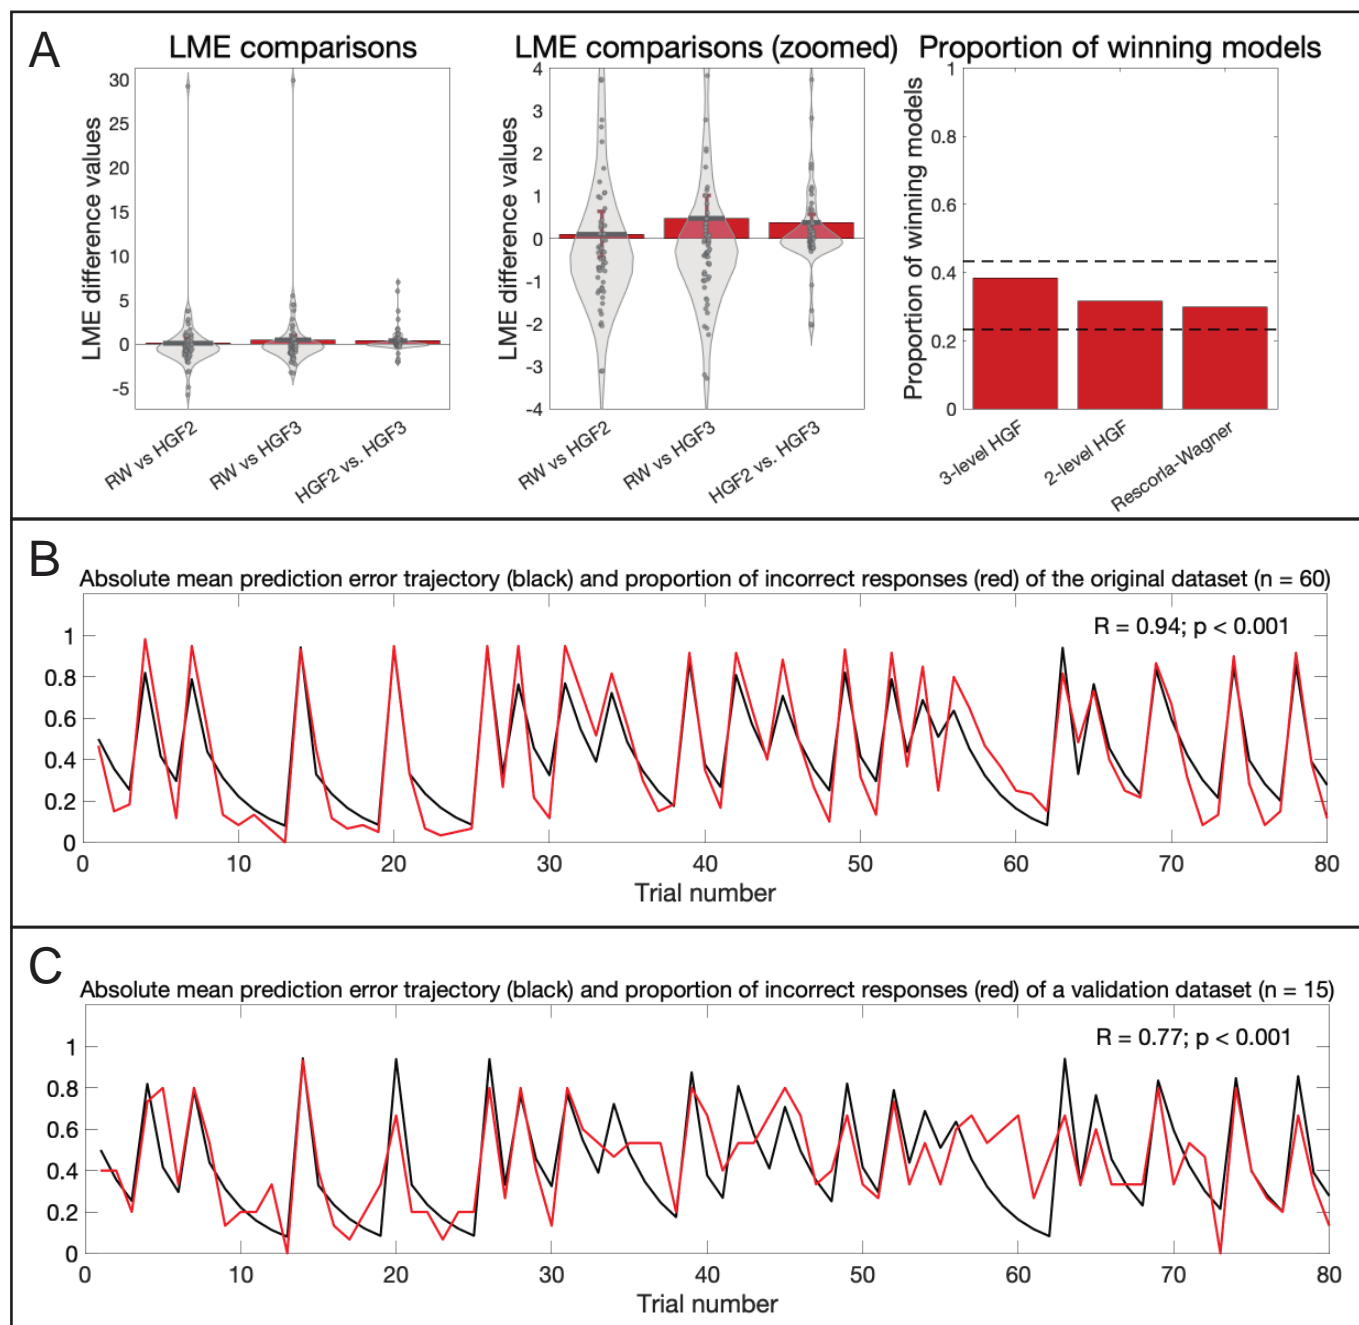 A
LME comparisons
LME difference values
30
25
20
15
10
5
0
-5
RW vs HGF2
RW vs HGF3
HGF2 vs. HGF3
LME comparisons (zoomed)
LME difference values
4
3
2
1
0
-1
-2
-3
-4
RW vs HGF2
RW vs HGF3
HGF2 vs. HGF3
Proportion of winning models
Proportion of winning models
1
0.8
0.6
0.4
0.2
0
3-level HGF
2-level HGF
Rescorla-Wagner
B
Absolute mean prediction error trajectory (black) and proportion of incorrect responses (red) of the original dataset (n = 60)
R = 0.94; p < 0.001
1
0.8
0.6
0.4
0.2
0
0 10 20 30 40 50 60 70 80
Trial number
C
Absolute mean prediction error trajectory (black) and proportion of incorrect responses (red) of a validation dataset (n = 15)
R = 0.77; p < 0.001
1
0.8
0.6
0.4
0.2
0
0 10 20 30 40 50 60 70 80
Trial number